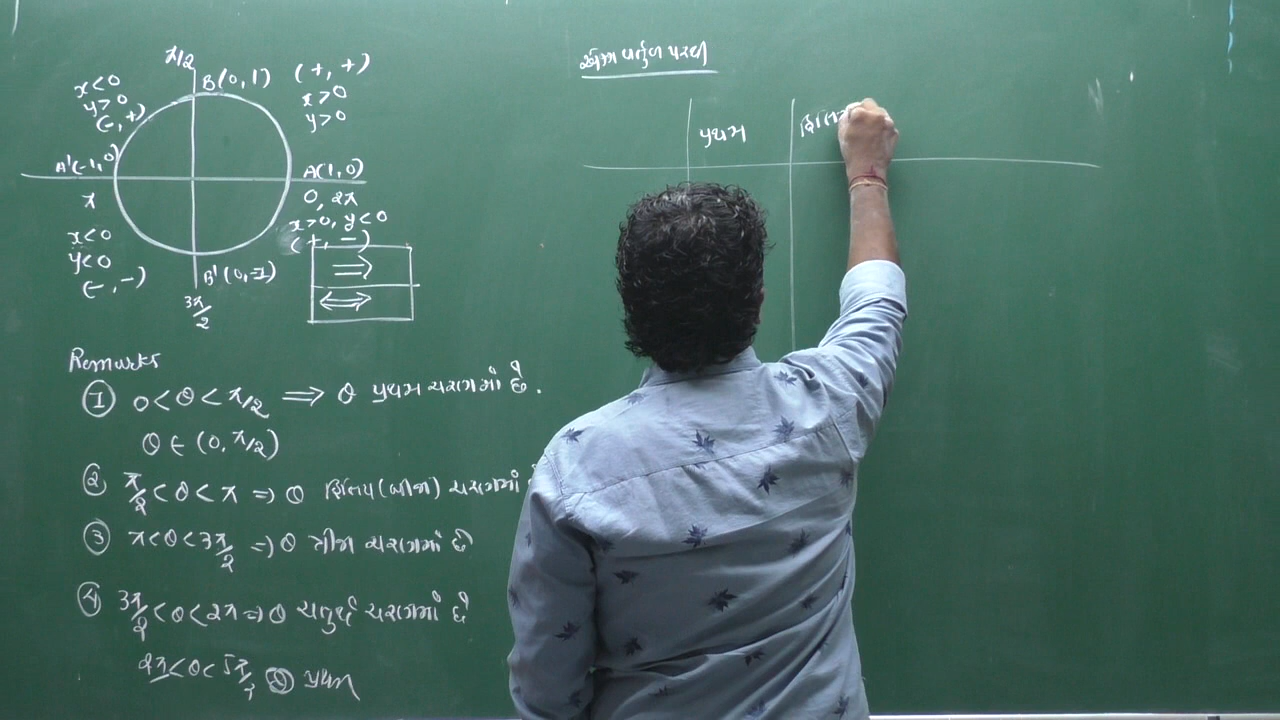 π/2
B(0, 1)
(+, +)
x>0
y>0
x<0
y>0
(-, +)
A'(-1, 0)
π
A(1, 0)
0, 2π
x>0, y<0
(+, -)
x<0
y<0
(-, -)
B'(0, -1)
3π/2
⇒
⇔
Remarks
① 0<θ<π/2 ⇒ θ પ્રથમ ચરણમાં છે.
θ ∈ (0, π/2)
② π/2<θ<π ⇒ θ દ્વિતિય (બીજા) ચરણમાં
③ π<θ<3π/2 ⇒ θ ત્રીજા ચરણમાં છે
④ 3π/2<θ<2π ⇒ θ ચતુર્થ ચરણમાં છે
2π<θ<5π/2 θ પ્રથમ
એકમ વર્તુળ પરથી
પ્રથમ